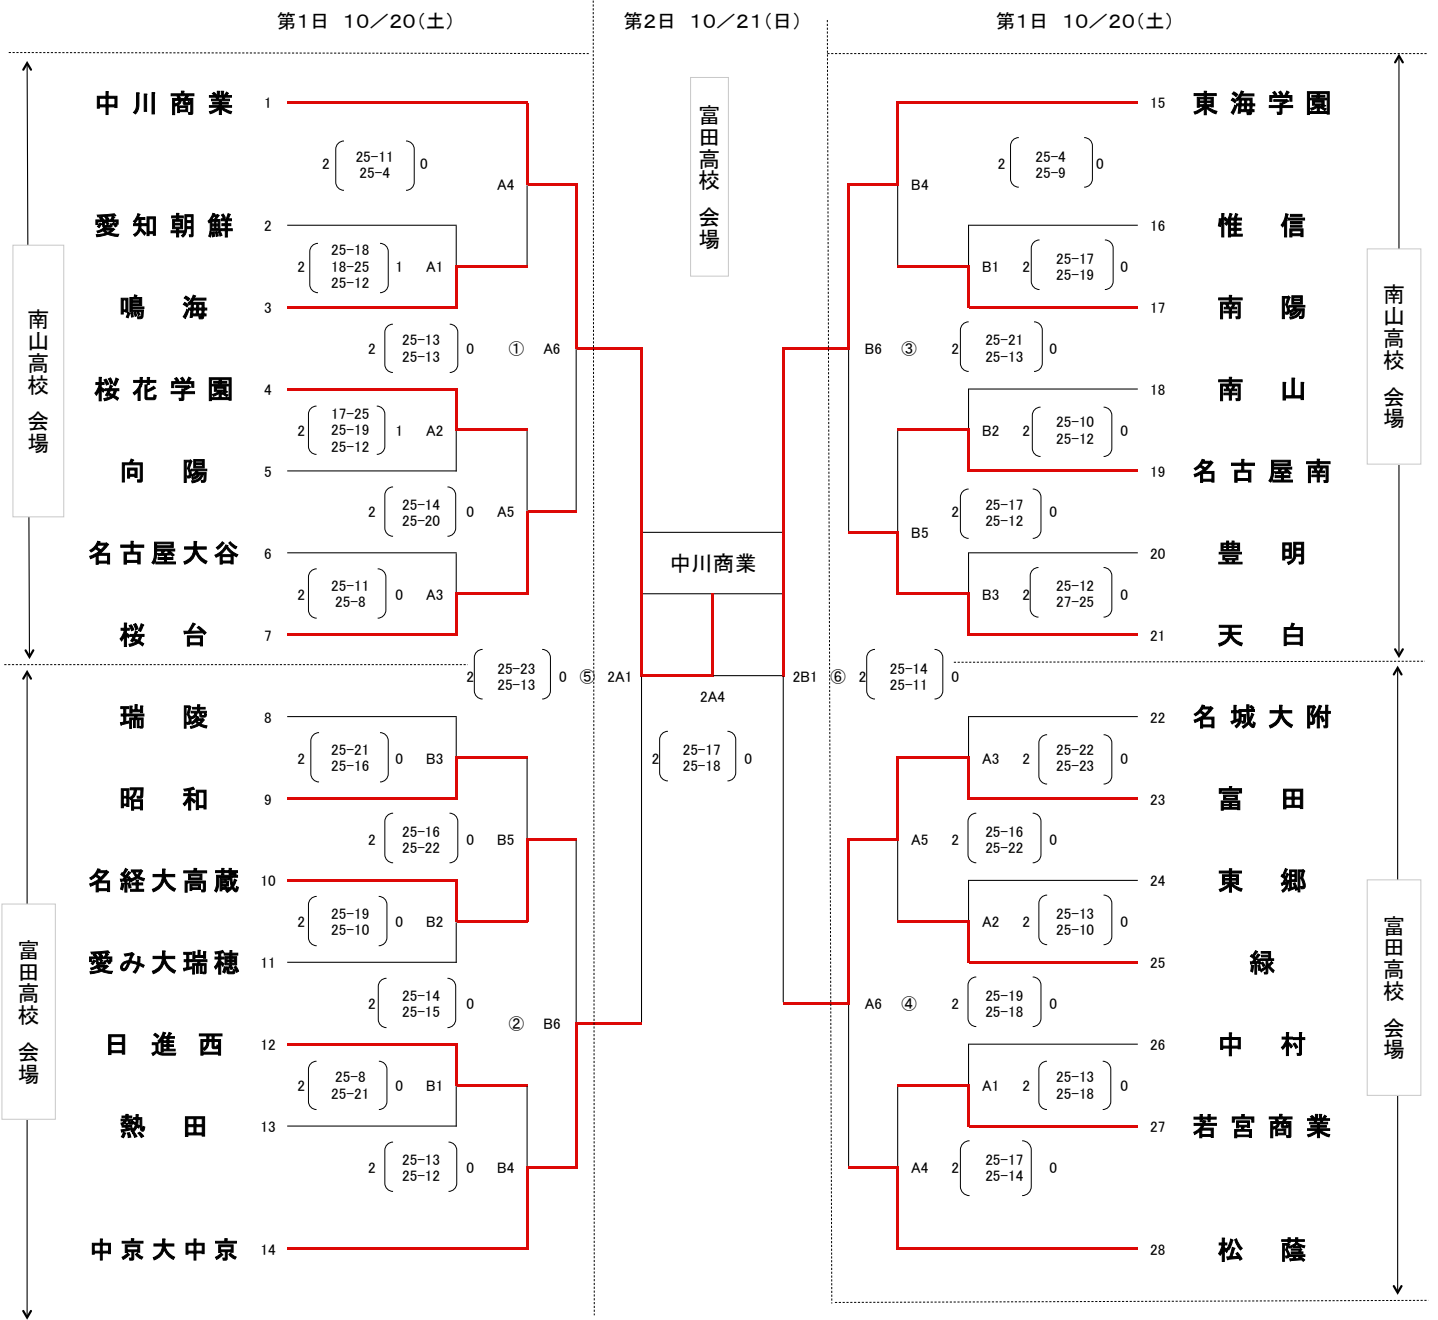 第1日 10／20(土)
第2日 10／21(日)
第1日 10／20(土)
富田高校 会場
南山高校 会場
富田高校 会場
南山高校 会場
富田高校 会場
中川商業 1
2 25-11 0
25-4
A4
愛知朝鮮 2
25-18
2 18-25 1 A1
25-12
鳴海 3
2 25-13 0 ① A6
25-13
桜花学園 4
17-25
2 25-19 1 A2
25-12
向陽 5
2 25-14 0 A5
25-20
名古屋大谷 6
2 25-11 0 A3
25-8
桜台 7
2 25-23 0 ⑤ 2A1
25-13
瑞陵 8
2 25-21 0 B3
25-16
昭和 9
2 25-16 0 B5
25-22
名経大高蔵 10
2 25-19 0 B2
25-10
愛み大瑞穂 11
2 25-14 0 ② B6
25-15
日進西 12
2 25-8 0 B1
25-21
熱田 13
2 25-13 0 B4
25-12
中京大中京 14
中川商業
2A4
2 25-17 0
25-18
15 東海学園
B4
2 25-4 0
25-9
16 惟信
B1 2 25-17 0
25-19
17 南陽
B6 ③ 2 25-21 0
25-13
18 南山
B2 2 25-10 0
25-12
19 名古屋南
B5 2 25-17 0
25-12
20 豊明
B3 2 25-12 0
27-25
21 天白
2B1 ⑥ 2 25-14 0
25-11
22 名城大附
A3 2 25-22 0
25-23
23 富田
A5 2 25-16 0
25-22
24 東郷
A2 2 25-13 0
25-10
25 緑
A6 ④ 2 25-19 0
25-18
26 中村
A1 2 25-13 0
25-18
27 若宮商業
A4 2 25-17 0
25-14
28 松蔭